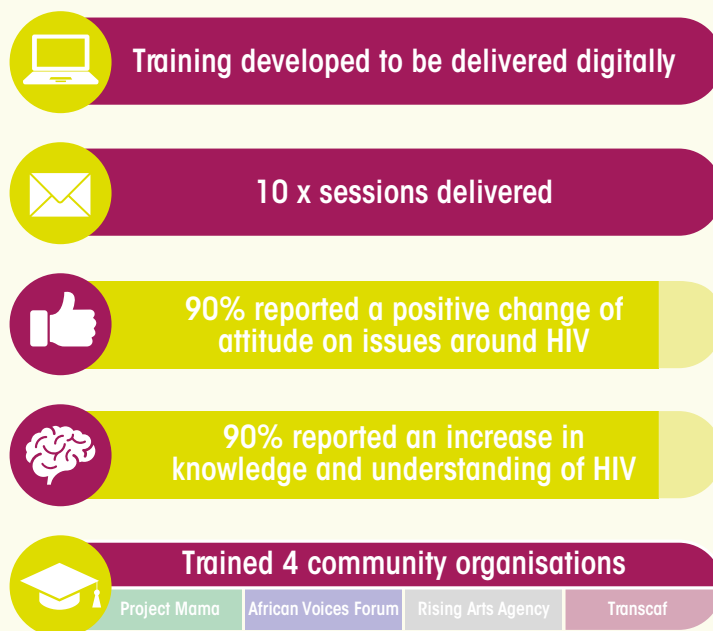 Training developed to be delivered digitally
10 x sessions delivered
90% reported a positive change of
attitude on issues around HIV
90% reported an increase in
knowledge and understanding of HIV
Trained 4 community organisations
Project Mama
African Voices Forum
Rising Arts Agency
Transcaf